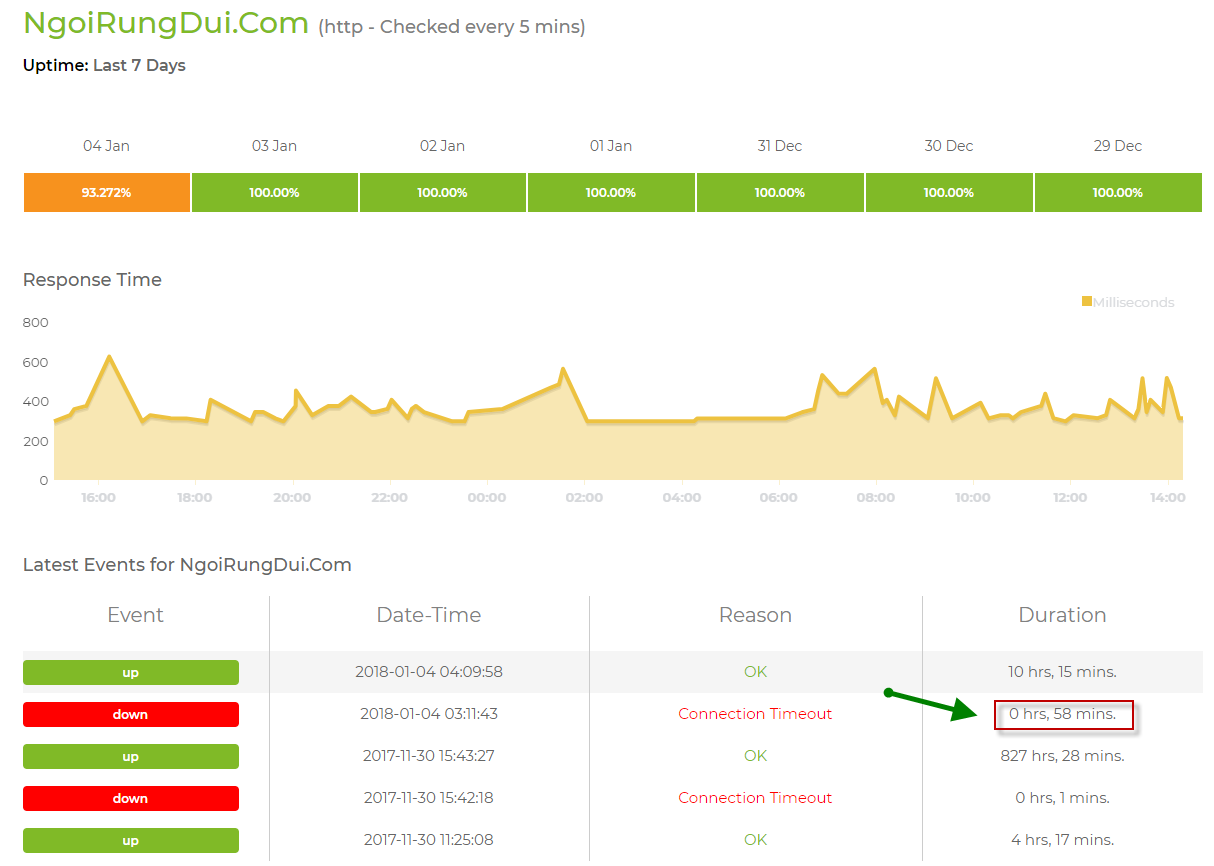 NgoiRungDui.Com (http - Checked every 5 mins)
Uptime: Last 7 Days
04 Jan 03 Jan 02 Jan 01 Jan 31 Dec 30 Dec 29 Dec
93.272% 100.00% 100.00% 100.00% 100.00% 100.00% 100.00%
Response Time
Milliseconds
800
600
400
200
0
16:00 18:00 20:00 22:00 00:00 02:00 04:00 06:00 08:00 10:00 12:00 14:00
Latest Events for NgoiRungDui.Com
Event Date-Time Reason Duration
up 2018-01-04 04:09:58 OK 10 hrs, 15 mins.
down 2018-01-04 03:11:43 Connection Timeout 0 hrs, 58 mins.
up 2017-11-30 15:43:27 OK 827 hrs, 28 mins.
down 2017-11-30 15:42:18 Connection Timeout 0 hrs, 1 mins.
up 2017-11-30 11:25:08 OK 4 hrs, 17 mins.